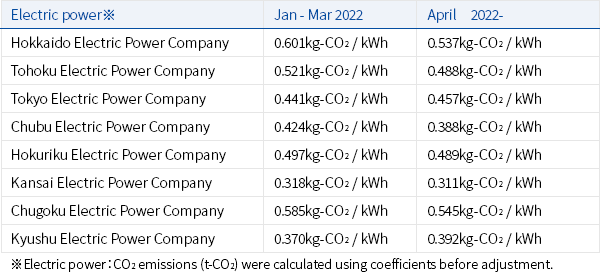 Electric power※ Jan - Mar 2022 April 2022-
Hokkaido Electric Power Company 0.601kg-CO₂ / kWh 0.537kg-CO₂ / kWh
Tohoku Electric Power Company 0.521kg-CO₂ / kWh 0.488kg-CO₂ / kWh
Tokyo Electric Power Company 0.441kg-CO₂ / kWh 0.457kg-CO₂ / kWh
Chubu Electric Power Company 0.424kg-CO₂ / kWh 0.388kg-CO₂ / kWh
Hokuriku Electric Power Company 0.497kg-CO₂ / kWh 0.489kg-CO₂ / kWh
Kansai Electric Power Company 0.318kg-CO₂ / kWh 0.311kg-CO₂ / kWh
Chugoku Electric Power Company 0.585kg-CO₂ / kWh 0.545kg-CO₂ / kWh
Kyushu Electric Power Company 0.370kg-CO₂ / kWh 0.392kg-CO₂ / kWh
※Electric power：CO₂ emissions (t-CO₂) were calculated using coefficients before adjustment.